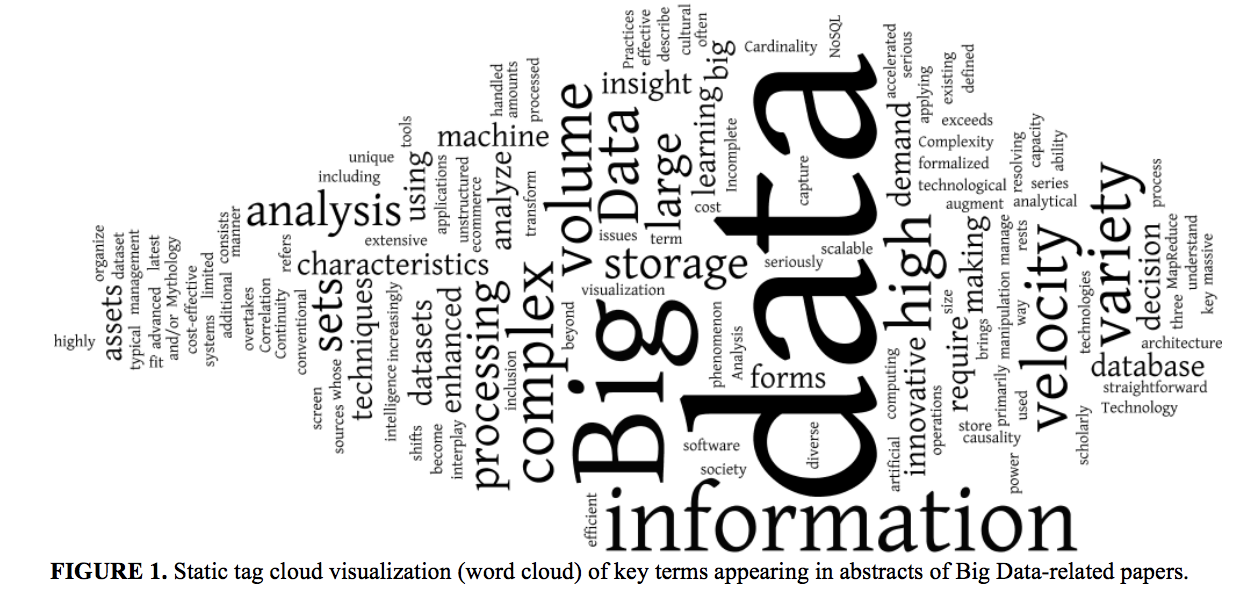 highly
organize
assets
dataset
typical
management
fit
advanced
latest
and/or
Mythology
cost-effective
systems
limited
additional
consists
manner
overtakes
Correlation
Continuity
refers
conventional
unique
including
analysis
extensive
characteristics
screen
sets
sources
whose
techniques
intelligence
increasingly
tools
using
applications
unstructured
ecommerce
machine
handled
amounts
processed
analyze
transform
datasets
enhanced
shifts
become
interplay
processing
inclusion
complex
beyond
volume
Practices
effective
describe
cultural
often
insight
big
Data
large
learning
Incomplete
cost
issues
term
storage
visualization
Big
phenomenon
Analysis
forms
software
society
efficient
information
Cardinality
NoSQL
data
capture
scalable
seriously
diverse
accelerated
serious
applying
existing
defined
demand
exceeds
Complexity
formalized
technological
augment
resolving
capacity
ability
series
analytical
high
size
making
manage
rests
computing
innovative
operations
require
brings
manipulation
primarily
way
used
store
causality
artificial
power
velocity
technologies
scholarly
variety
process
decision
three
MapReduce
understand
key
massive
architecture
database
straightforward
Technology
FIGURE 1. Static tag cloud visualization (word cloud) of key terms appearing in abstracts of Big Data-related papers.